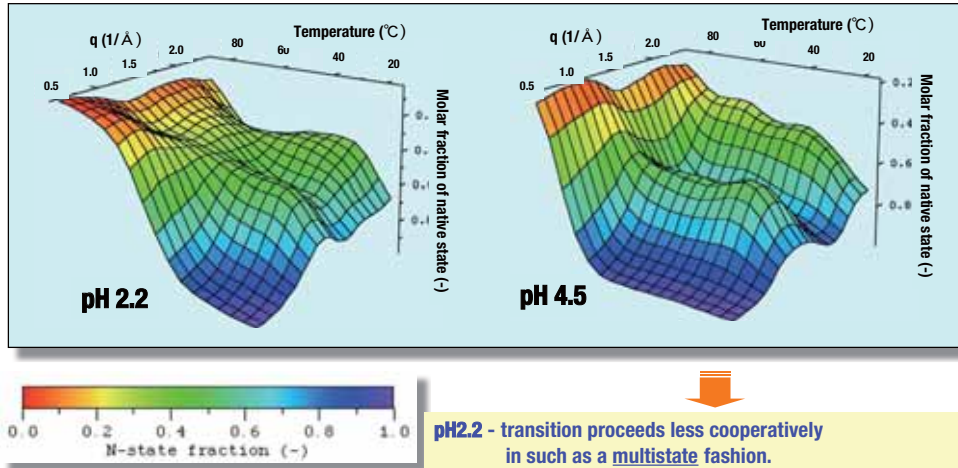 q (1/Å)
Temperature (℃)
0.5 1.0 1.5 2.0 80 60 40 20
Molar fraction of native state (-)
pH 2.2
q (1/Å)
Temperature (℃)
0.5 1.0 1.5 2.0 80 60 40 20
0.2
0.4
0.6
0.8
Molar fraction of native state (-)
pH 4.5
0.0 0.2 0.4 0.6 0.8 1.0
N-state fraction (-)
pH2.2 - transition proceeds less cooperatively
in such as a multistate fashion.